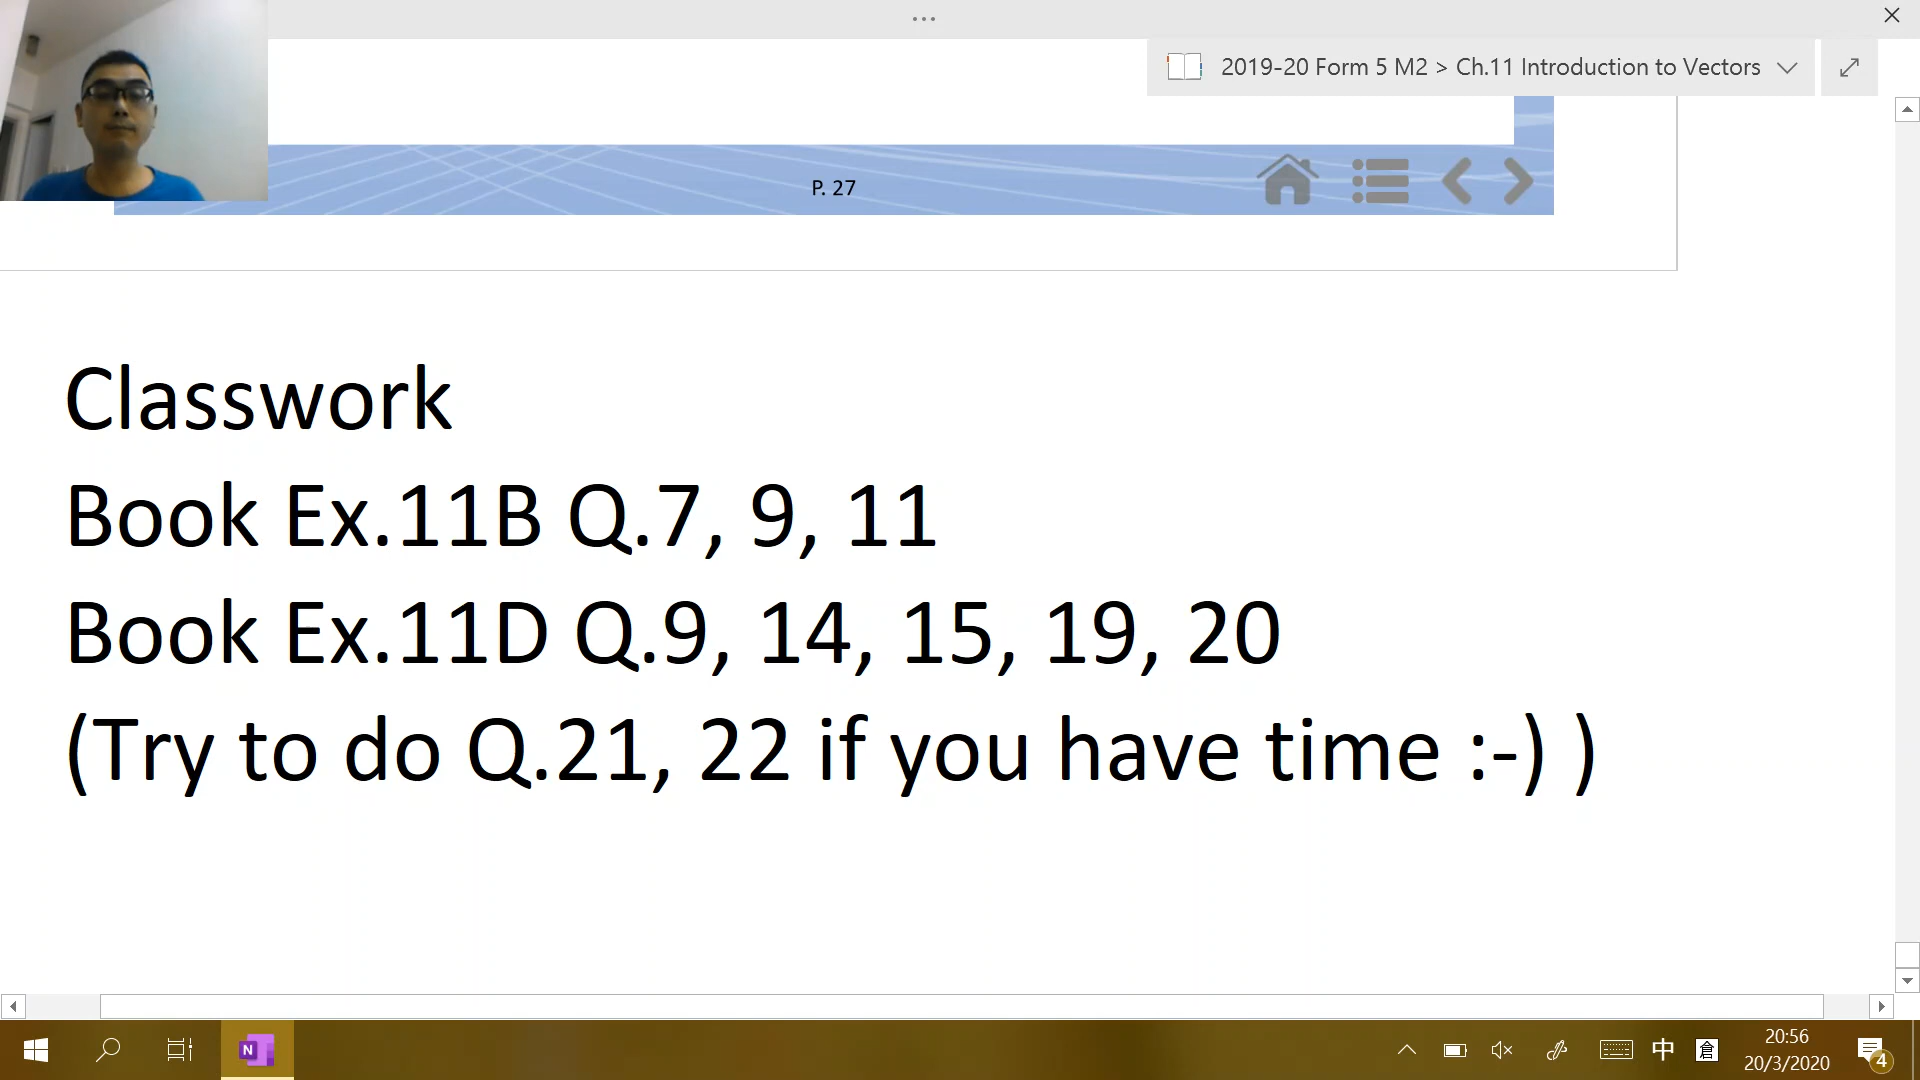 2019-20 Form 5 M2 > Ch.11 Introduction to Vectors
P. 27
Classwork
Book Ex.11B Q.7, 9, 11
Book Ex.11D Q.9, 14, 15, 19, 20
(Try to do Q.21, 22 if you have time :-) )
N
中
倉
20:56
20/3/2020
4